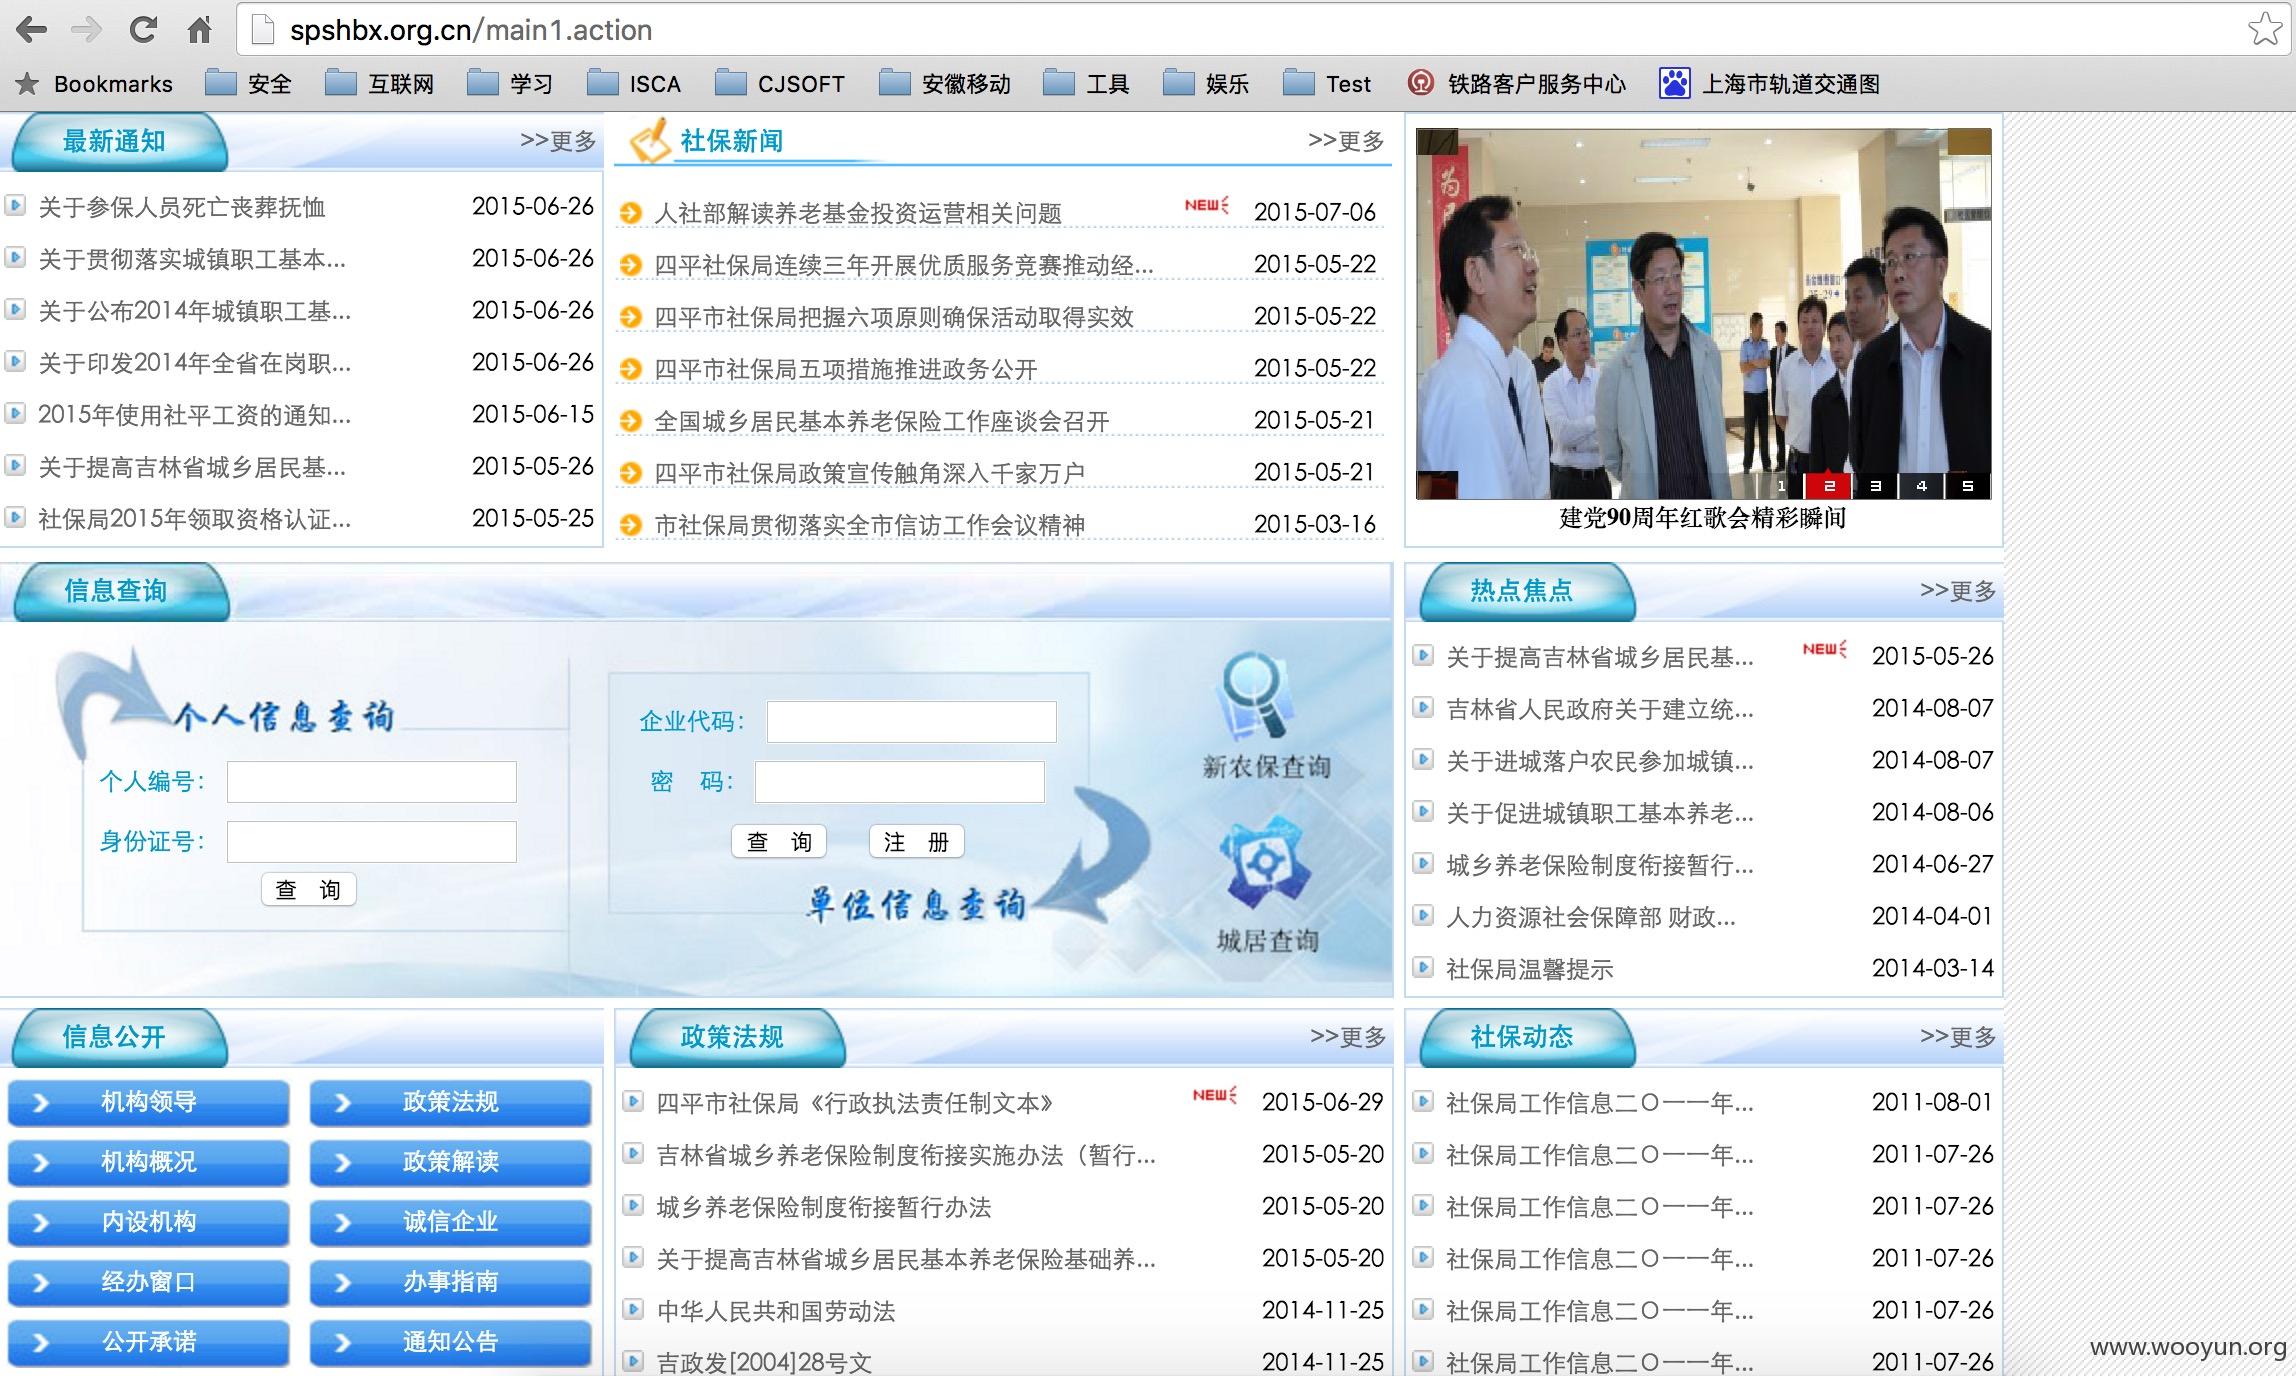 spshbx.org.cn/main1.action
Bookmarks 安全 互联网 学习 ISCA CJSOFT 安徽移动 工具 娱乐 Test 铁路客户服务中心 上海市轨道交通图
最新通知 >>更多
关于参保人员死亡丧葬抚恤 2015-06-26
关于贯彻落实城镇职工基本... 2015-06-26
关于公布2014年城镇职工基... 2015-06-26
关于印发2014年全省在岗职... 2015-06-26
2015年使用社平工资的通知... 2015-06-15
关于提高吉林省城乡居民基... 2015-05-26
社保局2015年领取资格认证... 2015-05-25
社保新闻 >>更多
人社部解读养老基金投资运营相关问题 NEW 2015-07-06
四平社保局连续三年开展优质服务竞赛推动经... 2015-05-22
四平市社保局把握六项原则确保活动取得实效 2015-05-22
四平市社保局五项措施推进政务公开 2015-05-22
全国城乡居民基本养老保险工作座谈会召开 2015-05-21
四平市社保局政策宣传触角深入千家万户 2015-05-21
市社保局贯彻落实全市信访工作会议精神 2015-03-16
1 2 3 4 5
建党90周年红歌会精彩瞬间
信息查询
个人信息查询
个人编号：
身份证号：
查 询
企业代码：
密 码：
查 询 注 册
单位信息查询
新农保查询
城居查询
热点焦点 >>更多
关于提高吉林省城乡居民基... NEW 2015-05-26
吉林省人民政府关于建立统... 2014-08-07
关于进城落户农民参加城镇... 2014-08-07
关于促进城镇职工基本养老... 2014-08-06
城乡养老保险制度衔接暂行... 2014-06-27
人力资源社会保障部 财政... 2014-04-01
社保局温馨提示 2014-03-14
信息公开
机构领导 政策法规
机构概况 政策解读
内设机构 诚信企业
经办窗口 办事指南
公开承诺 通知公告
政策法规 >>更多
四平市社保局《行政执法责任制文本》 NEW 2015-06-29
吉林省城乡养老保险制度衔接实施办法（暂行... 2015-05-20
城乡养老保险制度衔接暂行办法 2015-05-20
关于提高吉林省城乡居民基本养老保险基础养... 2015-05-20
中华人民共和国劳动法 2014-11-25
吉政发[2004]28号文 2014-11-25
社保动态 >>更多
社保局工作信息二○一一年... 2011-08-01
社保局工作信息二○一一年... 2011-07-26
社保局工作信息二○一一年... 2011-07-26
社保局工作信息二○一一年... 2011-07-26
社保局工作信息二○一一年... 2011-07-26
社保局工作信息二○一一年... 2011-07-26
www.wooyun.org